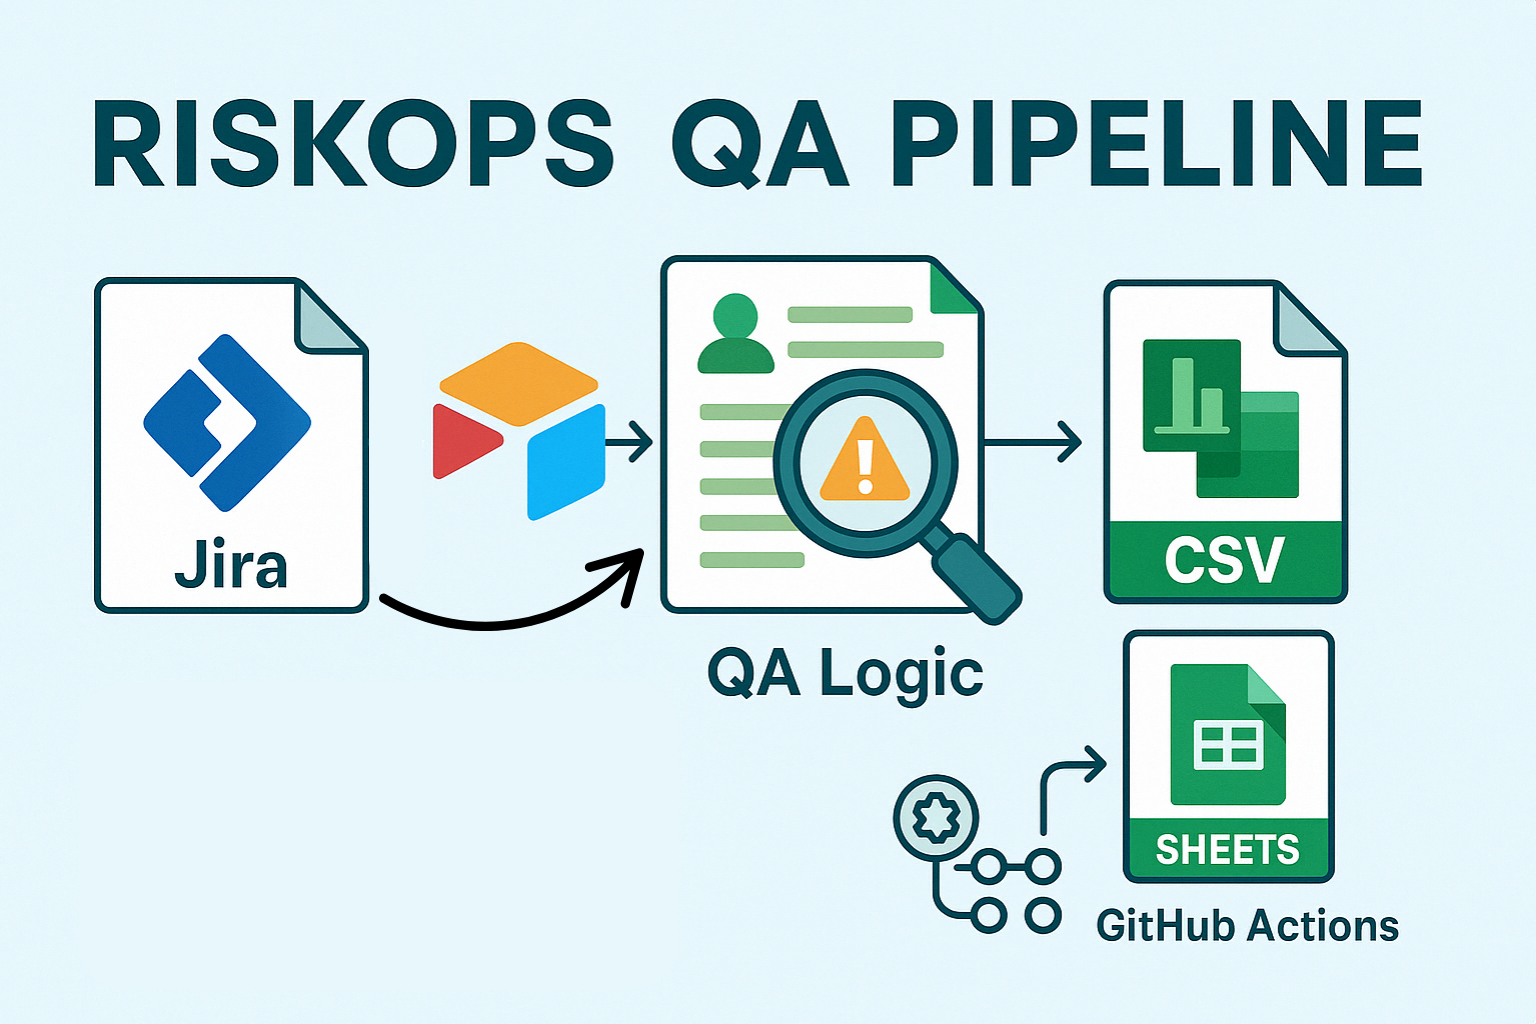 RISKOPS QA PIPELINE
Jira
QA Logic
CSV
SHEETS
GitHub Actions